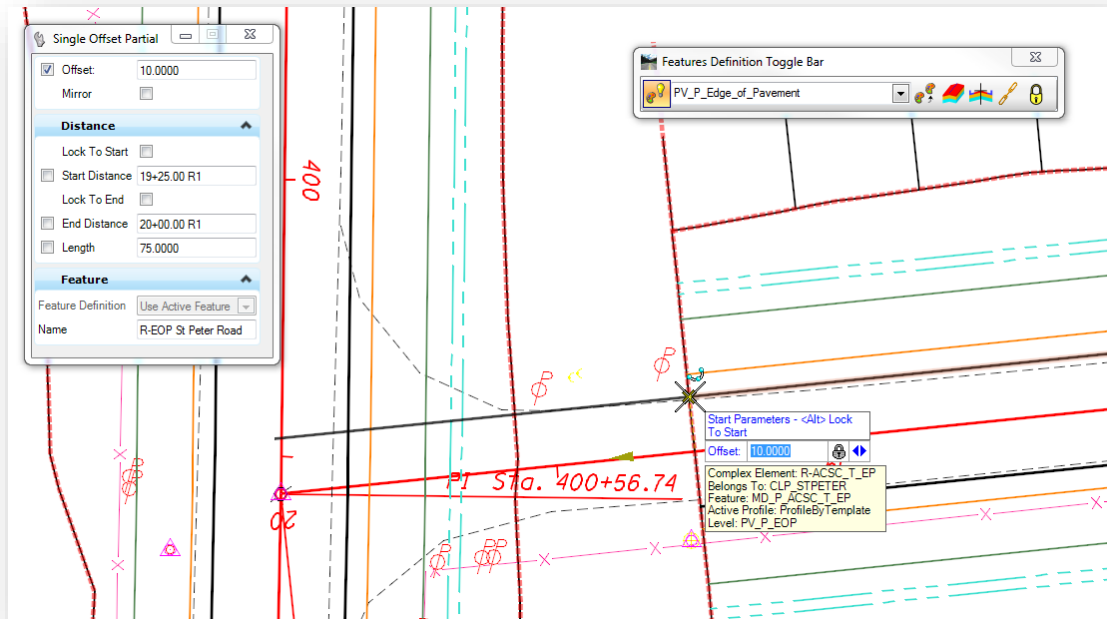 Single Offset Partial
Offset: 10.0000
Mirror
Distance
Lock To Start
Start Distance 19+25.00 R1
Lock To End
End Distance 20+00.00 R1
Length 75.0000
Feature
Feature Definition Use Active Feature
Name R-EOP St Peter Road
Features Definition Toggle Bar
PV_P_Edge_of_Pavement
400
P
P
Start Parameters - <Alt> Lock
To Start
Offset: 10.0000
Complex Element: R-ACSC_T_EP
Belongs To: CLP_STPETER
Feature: MD_P_ACSC_T_EP
Active Profile: ProfileByTemplate
Level: PV_P_EOP
PI Sta. 400+56.74
20
P
PP